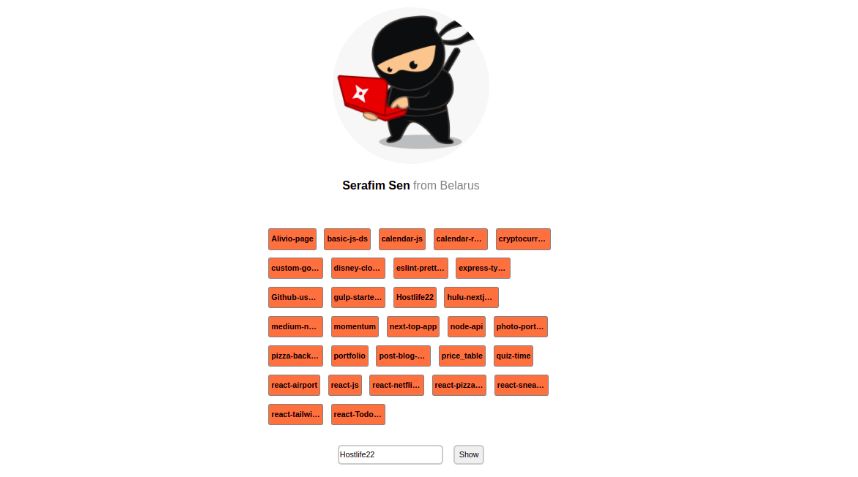 Serafim Sen from Belarus
Alivio-page basic-js-ds calendar-js calendar-r... cryptocurr...
custom-go... disney-clo... eslint-prett... express-ty...
Github-us... gulp-starte... Hostlife22 hulu-nextj...
medium-n... momentum next-top-app node-api photo-port...
pizza-back... portfolio post-blog-... price_table quiz-time
react-airport react-js react-netfli... react-pizza... react-snea...
react-tailwi... react-Todo...
Hostlife22 Show